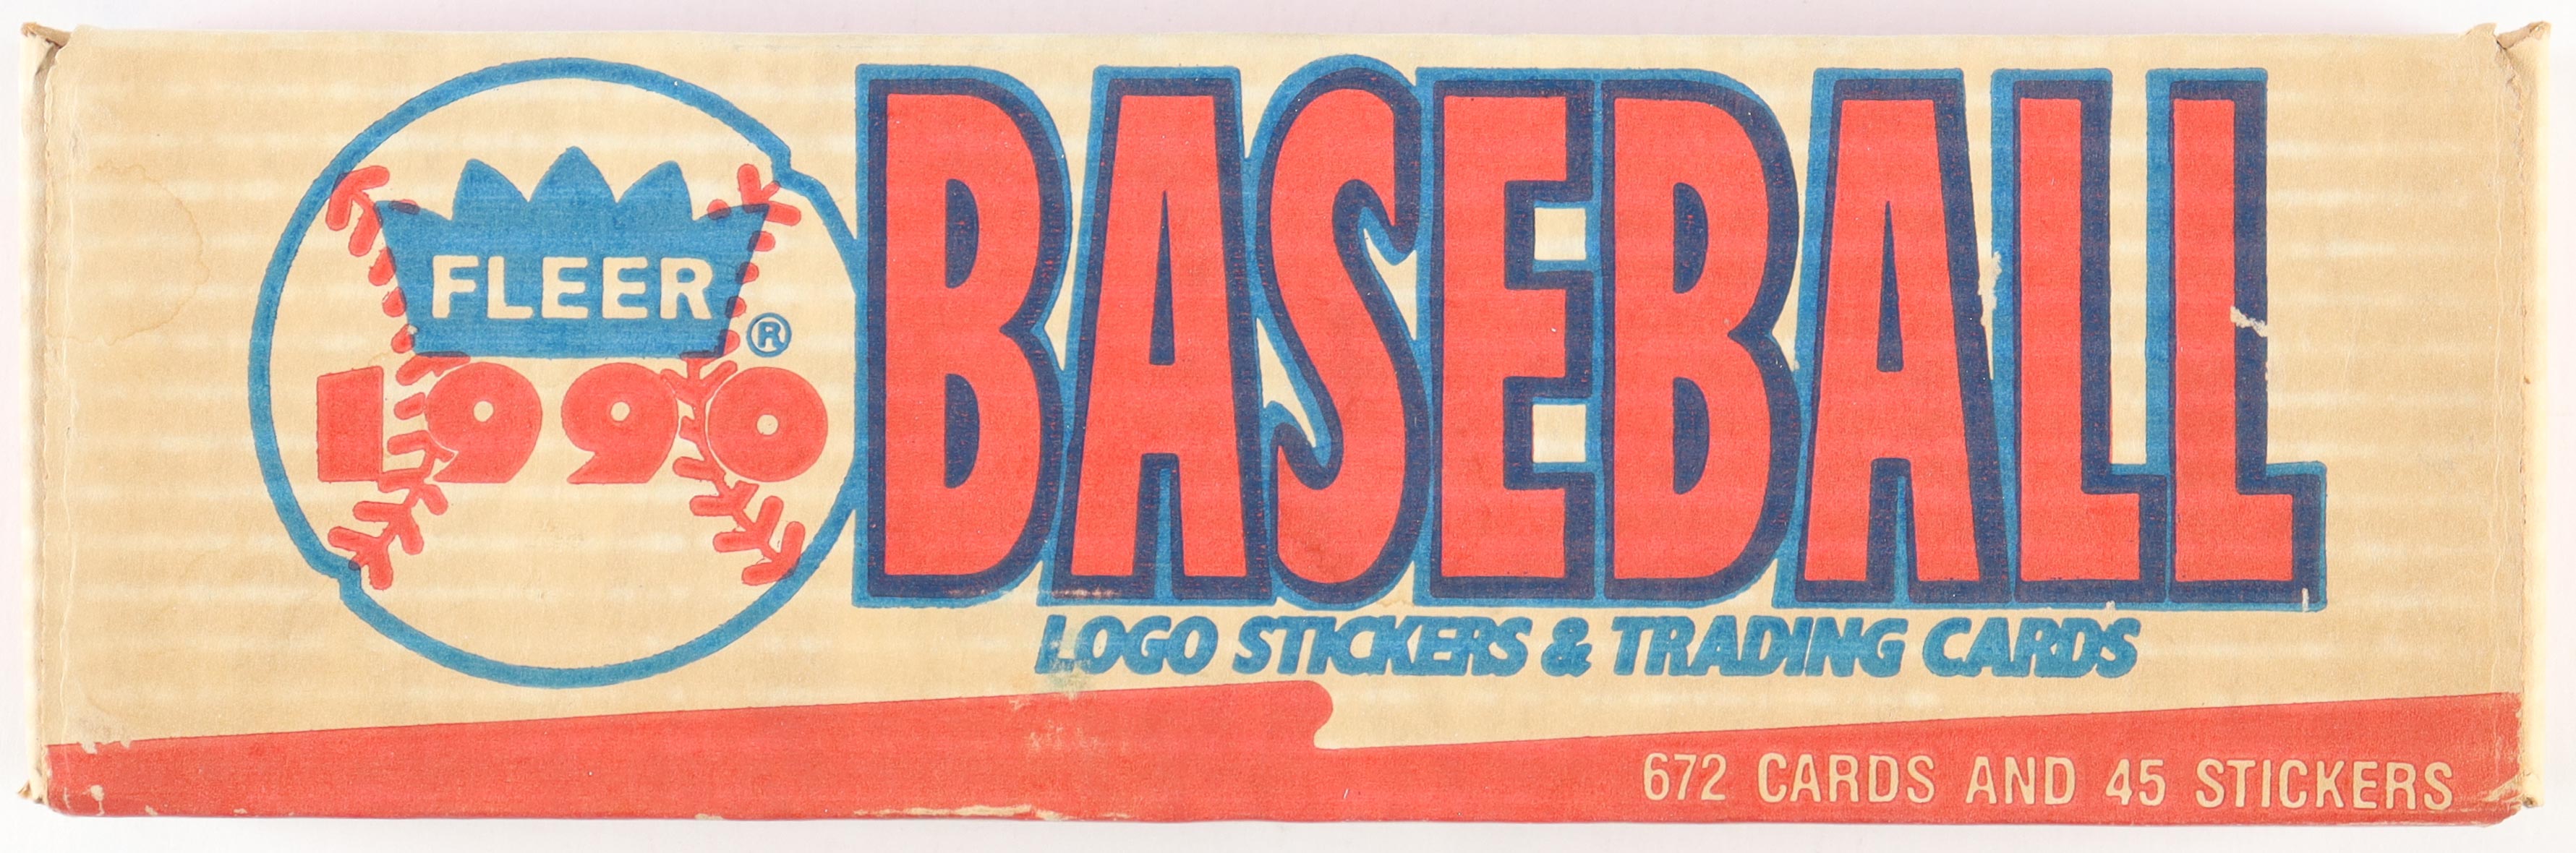 FLEER ®
1990
BASEBALL
LOGO STICKERS & TRADING CARDS
672 CARDS AND 45 STICKERS